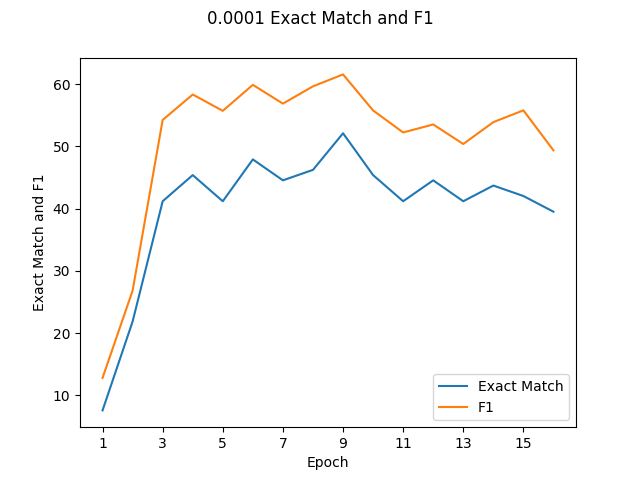 0.0001 Exact Match and F1
Exact Match and F1
60
50
40
30
20
10
1 3 5 7 9 11 13 15
Epoch
Exact Match
F1